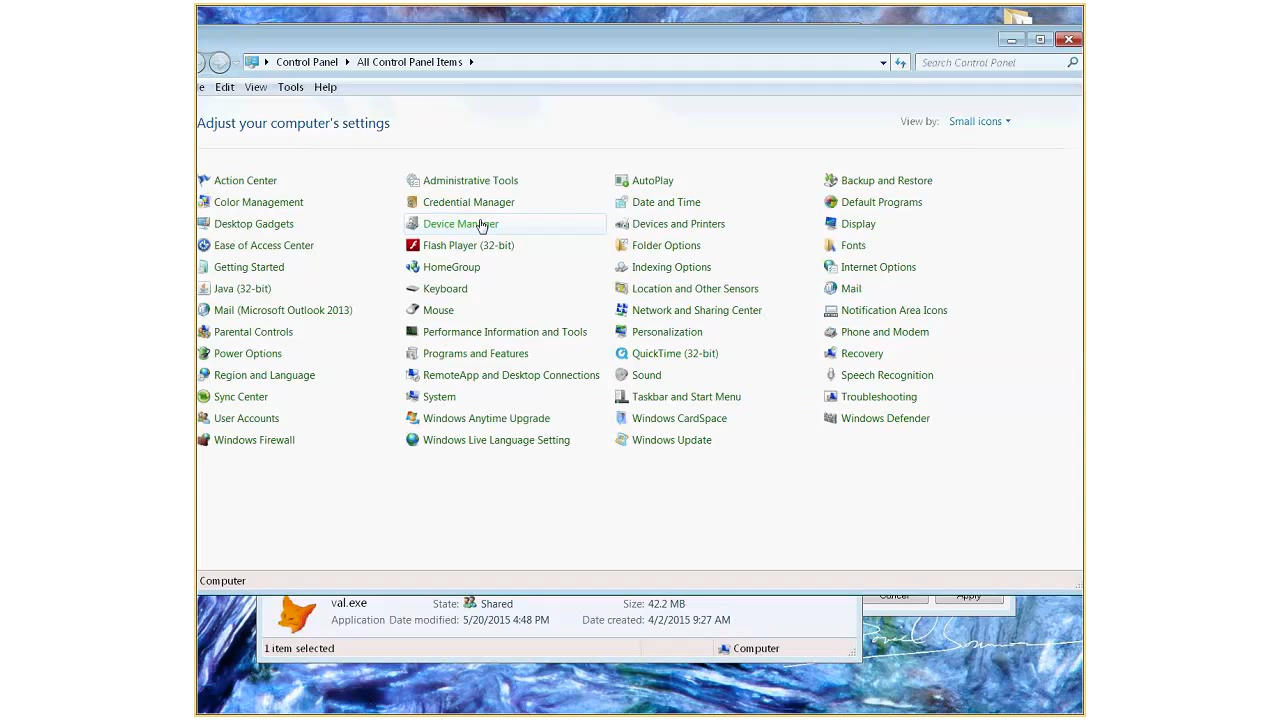 Control Panel All Control Panel Items Search Control Panel
Edit View Tools Help
Adjust your computer's settings View by: Small icons
Action Center Administrative Tools AutoPlay Backup and Restore
Color Management Credential Manager Date and Time Default Programs
Desktop Gadgets Device Manager Devices and Printers Display
Ease of Access Center Flash Player (32-bit) Folder Options Fonts
Getting Started HomeGroup Indexing Options Internet Options
Java (32-bit) Keyboard Location and Other Sensors Mail
Mail (Microsoft Outlook 2013) Mouse Network and Sharing Center Notification Area Icons
Parental Controls Performance Information and Tools Personalization Phone and Modem
Power Options Programs and Features QuickTime (32-bit) Recovery
Region and Language RemoteApp and Desktop Connections Sound Speech Recognition
Sync Center System Taskbar and Start Menu Troubleshooting
User Accounts Windows Anytime Upgrade Windows CardSpace Windows Defender
Windows Firewall Windows Live Language Setting Windows Update
Computer
Cancel Apply
val.exe State: Shared Size: 42.2 MB
Application Date modified: 5/20/2015 4:48 PM Date created: 4/2/2015 9:27 AM
1 item selected Computer